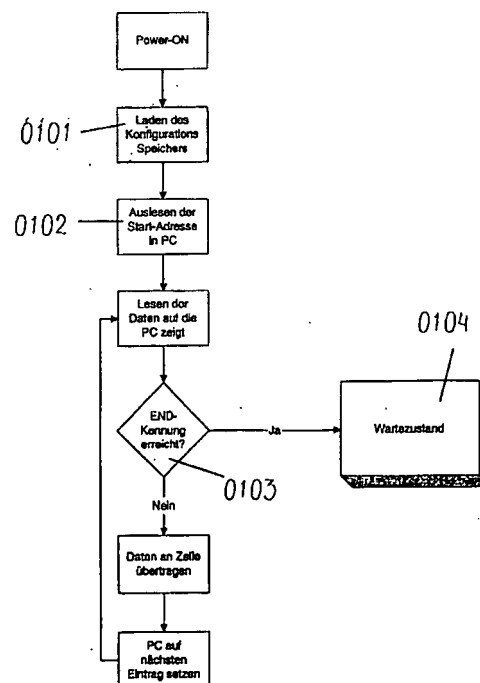 Power-ON
0101
Laden des
Konfigurations
Speichers
0102
Auslesen der
Start-Adresse
in PC
Lesen der
Daten auf die
PC zeigt
0104
END-
Kennung
erreicht?
Ja
Wartezustand
0103
Nein
Daten an Zelle
übertragen
PC auf
nächsten
Eintrag setzen